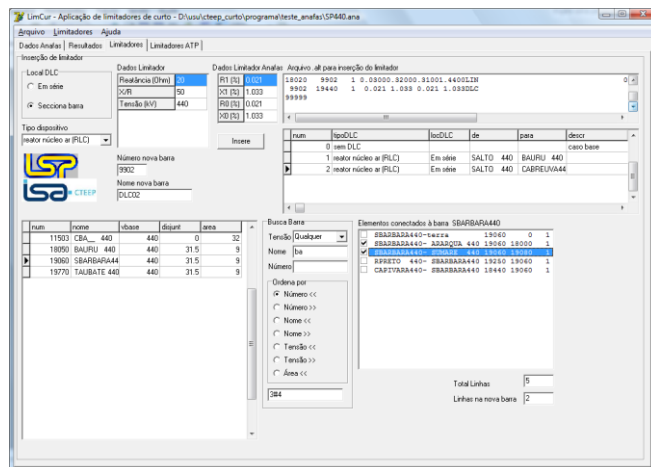 LimCur - Aplicação de limitadores de curto - D:\usu\cteep_curto\programa\teste_anafas\SP440.ana
Arquivo Limitadores Ajuda
Dados Anafas Resultados Limitadores Limitadores ATP
Inserção de limitador
Local DLC
Em série
Secciona barra
Tipo dispositivo
reator núcleo ar (RLC)
LSP
isa CTEEP
Dados Limitador
Reatância (Ohm) 20
X/R 50
Tensão (kV) 440
Número nova barra
9902
Nome nova barra
DLC02
Dados Limitador Anafas
R1 (%) 0.021
X1 (%) 1.033
R0 (%) 0.021
X0 (%) 1.033
Insere
Arquivo .alt para inserção do limitador
18020 9902 1 0.03000.32000.31001.4400LIN
9902 19440 1 0.021 1.033 0.021 1.033DLC
99999
num tipoDLC locDLC de para descr
0 sem DLC caso base
1 reator núcleo ar (RLC) Em série SALTO 440 BAURU 440
2 reator núcleo ar (RLC) Em série SALTO 440 CABREUVA44
num nome vbase disjunt area
11503 CBA__ 440 440 0 32
18050 BAURU 440 440 31.5 9
19060 SBARBARA44 440 31.5 9
19770 TAUBATE 440 440 31.5 9
Busca Barra
Tensão Qualquer
Nome ba
Número
Ordena por
Número <<
Número >>
Nome <<
Nome >>
Tensão <<
Tensão >>
Área <<
3#4
Elementos conectados à barra SBARBARA440
SBARBARA440-terra 19060 0 1
SBARBARA440- ARARQUA 440 19060 18000 1
SBARBARA440- SUMARE 440 19060 19080 1
RPRETO 440- SBARBARA440 19250 19060 1
CAPIVARA440- SBARBARA440 18440 19060 1
Total Linhas 5
Linhas na nova barra 2